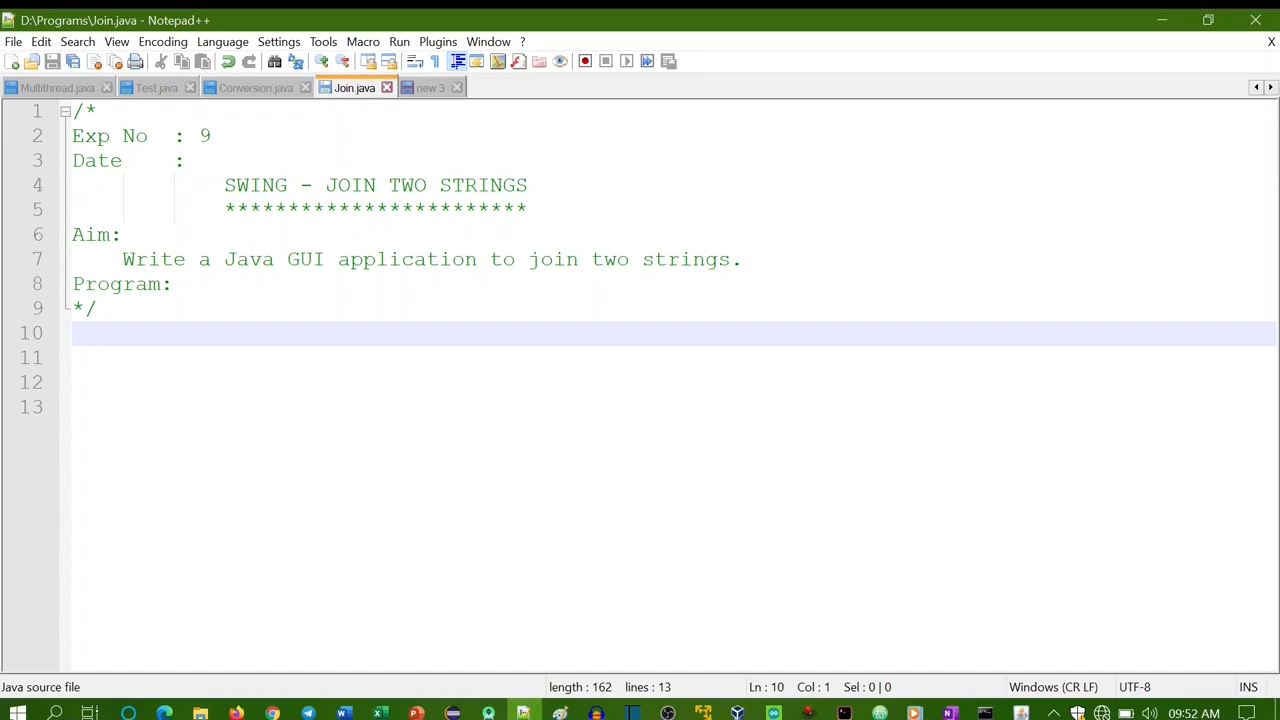 D:\Programs\Join.java - Notepad++
File Edit Search View Encoding Language Settings Tools Macro Run Plugins Window ? X
Multithread.java Test.java Conversion.java Join.java new 3
1 /*
2 Exp No : 9
3 Date :
4 SWING - JOIN TWO STRINGS
5 ************************
6 Aim:
7 Write a Java GUI application to join two strings.
8 Program:
9 */
10
11
12
13
Java source file length : 162 lines : 13 Ln : 10 Col : 1 Sel : 0 | 0 Windows (CR LF) UTF-8 INS
09:52 AM